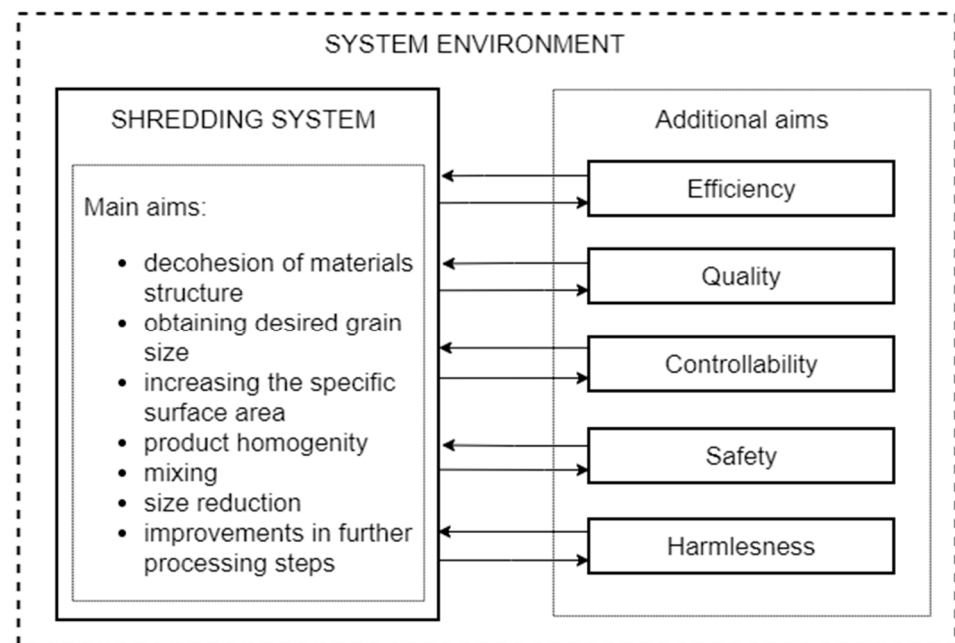 SYSTEM ENVIRONMENT
SHREDDING SYSTEM
Main aims:
• decohesion of materials
structure
• obtaining desired grain
size
• increasing the specific
surface area
• product homogenity
• mixing
• size reduction
• improvements in further
processing steps
Additional aims
Efficiency
Quality
Controllability
Safety
Harmlesness